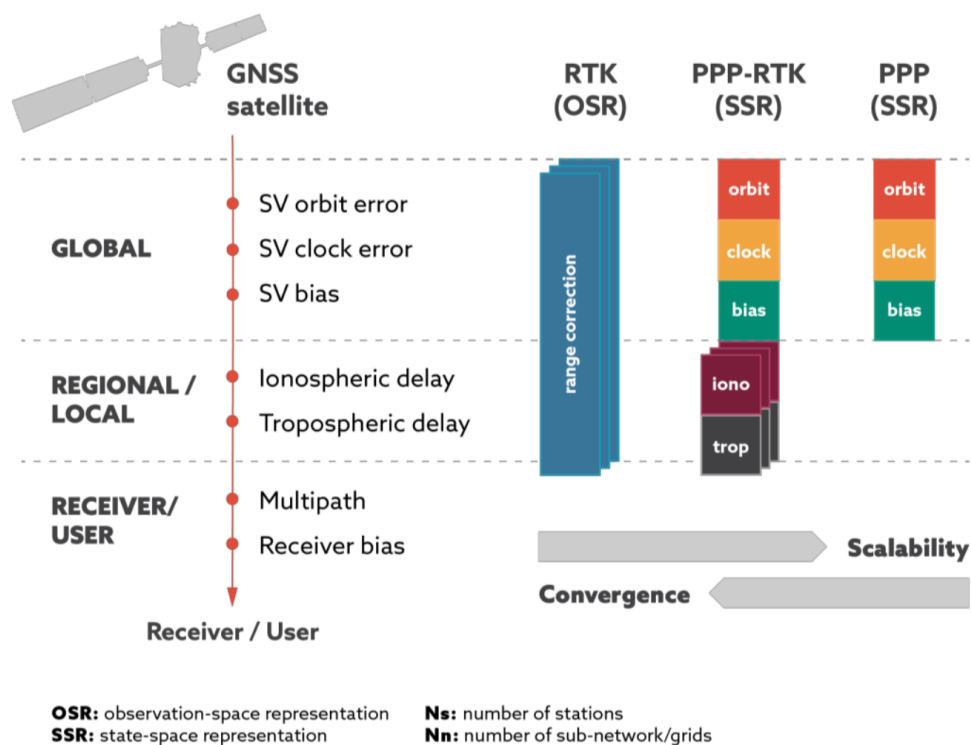 GNSS
satellite
RTK
(OSR)
PPP-RTK
(SSR)
PPP
(SSR)
GLOBAL
SV orbit error
SV clock error
SV bias
REGIONAL /
LOCAL
Ionospheric delay
Tropospheric delay
RECEIVER/
USER
Multipath
Receiver bias
Receiver / User
range correction
orbit
clock
bias
iono
trop
orbit
clock
bias
Scalability
Convergence
OSR: observation-space representation
SSR: state-space representation
Ns: number of stations
Nn: number of sub-network/grids